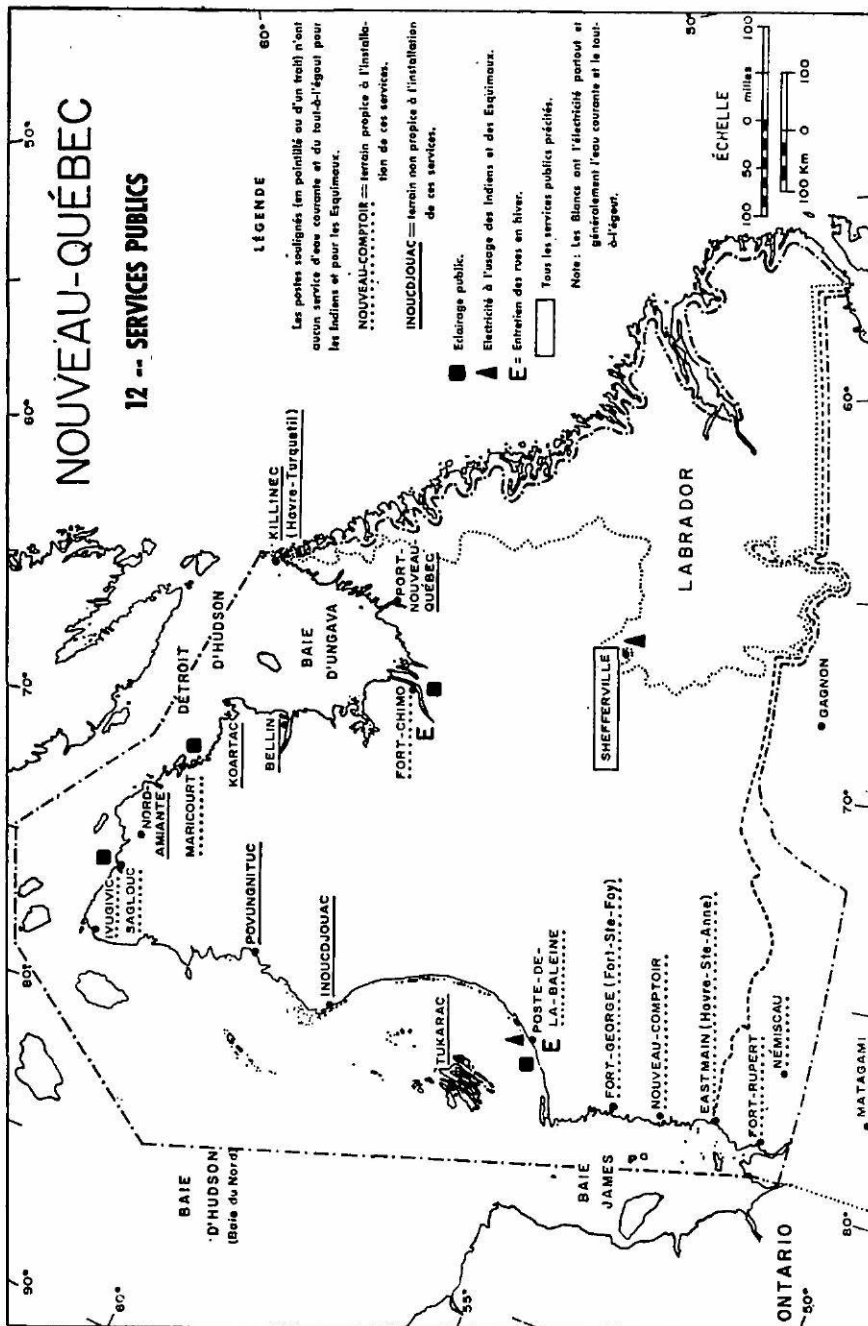 NOUVEAU-QUÉBEC
12 -- SERVICES PUBLICS
LÉGENDE
Les postes soulignés (en pointillé ou d'un trait) n'ont
aucun service d'eau courante et du tout-à-l'égout pour
les Indiens et pour les Esquimaux.
NOUVEAU-COMPTOIR = terrain propice à l'installa-
tion de ces services.
INOUCDJOUAC = terrain non propice à l'installation
de ces services.
Eclairage public.
Electricité à l'usage des Indiens et des Esquimaux.
E = Entretien des rues en hiver.
Tous les services publics précités.
Note: Les Blancs ont l'électricité partout et
généralement l'eau courante et le tout-
à-l'égout.
ÉCHELLE
100 50 0 milles 100
100 Km 0 100
90°
80°
70°
60°
50°
60°
60°
55°
50°
50°
80°
70°
60°
DÉTROIT
D'HUDSON
BAIE
D'UNGAVA
BAIE
D'HUDSON
(Baie du Nord)
BAIE
JAMES
LABRADOR
ONTARIO
KILLINEC
(Havre-Turquetil)
PORT-
NOUVEAU-
QUÉBEC
FORT-CHIMO
E
BELLIN
KOARTAC
MARICOURT
NORD-
AMIANTE
IVUGIVIC
SAGLOUC
POVUNGNITUC
INOUCDJOUAC
TUKARAC
POSTE-DE-
LA-BALEINE
E
FORT-GEORGE (Fort-Ste-Foy)
NOUVEAU-COMPTOIR
EASTMAIN (Havre-Ste-Anne)
FORT-RUPERT
NEMISCAU
MATAGAMI
SHEFFERVILLE
GAGNON